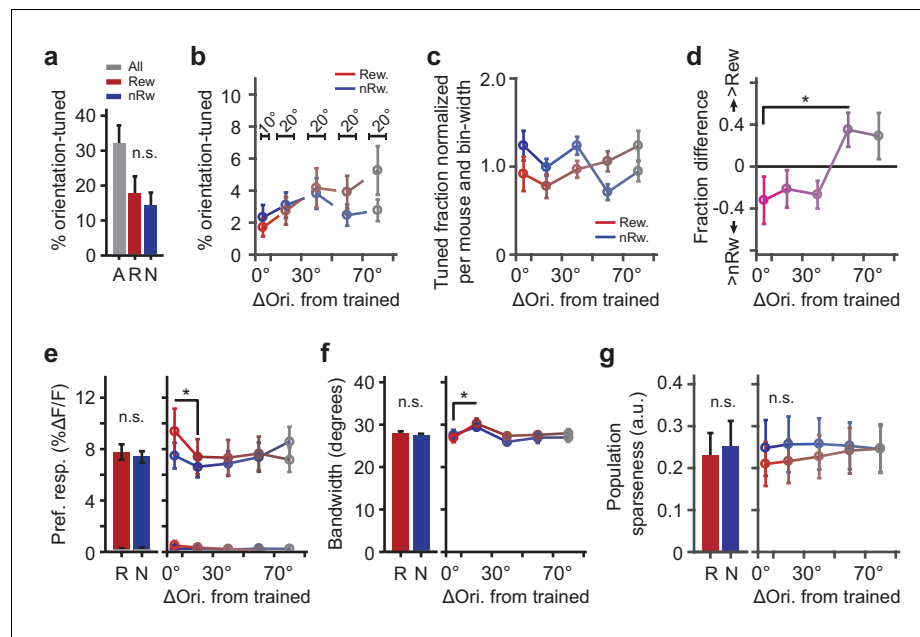 a
All
Rew
nRw
% orientation-tuned
40
30
20
10
0
n.s.
A R N
b
% orientation-tuned
10
8
6
4
2
0
Rew.
nRw.
10°
20°
20°
20°
20°
0° 30° 70°
ΔOri. from trained
c
Tuned fraction normalized
per mouse and bin-width
2.0
1.0
0
Rew.
nRw.
0° 30° 70°
ΔOri. from trained
d
Fraction difference
>nRw
>Rew
0.4
0
-0.4
*
0° 30° 70°
ΔOri. from trained
e
Pref. resp. (%ΔF/F)
12
8
4
0
n.s.
*
R N
0° 30° 70°
ΔOri. from trained
f
Bandwidth (degrees)
40
30
20
10
0
n.s.
*
R N
0° 30° 70°
ΔOri. from trained
g
Population
sparseness (a.u.)
0.4
0.3
0.2
0.1
0
n.s.
n.s.
R N
0° 30° 70°
ΔOri. from trained